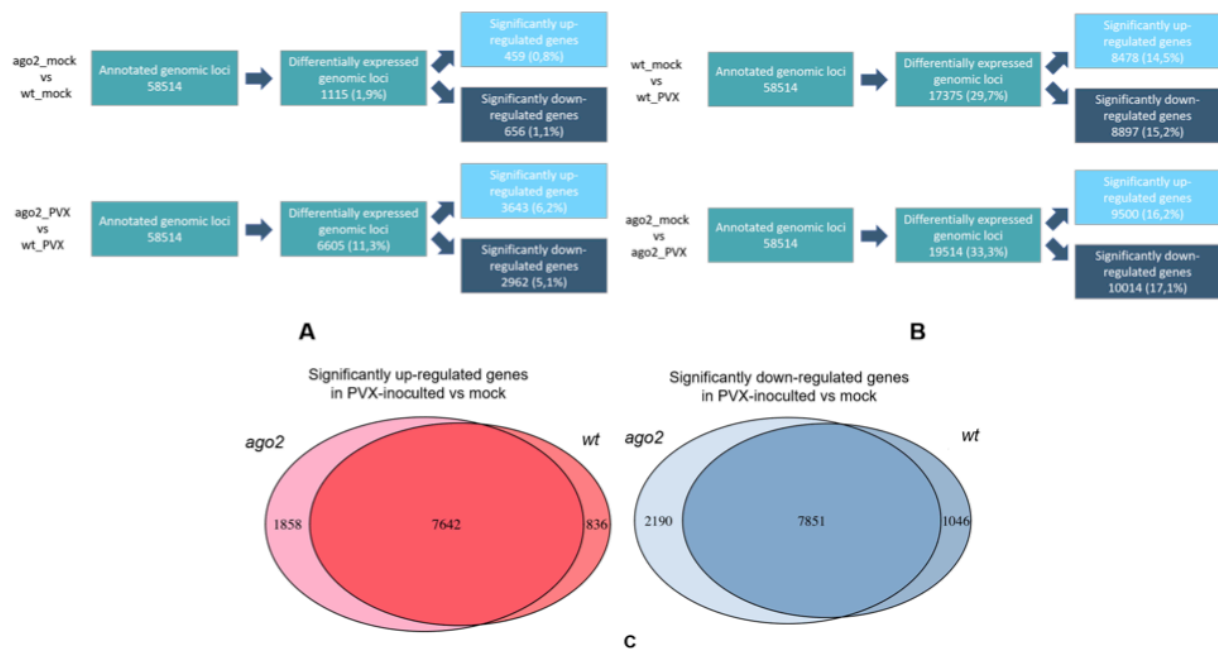 ago2_mock
vs
wt_mock
Annotated genomic loci
58514
Differentially expressed
genomic loci
1115 (1,9%)
Significantly up-
regulated genes
459 (0,8%)
Significantly down-
regulated genes
656 (1,1%)
ago2_PVX
vs
wt_PVX
Annotated genomic loci
58514
Differentially expressed
genomic loci
6605 (11,3%)
Significantly up-
regulated genes
3643 (6,2%)
Significantly down-
regulated genes
2962 (5,1%)
A
wt_mock
vs
wt_PVX
Annotated genomic loci
58514
Differentially expressed
genomic loci
17375 (29,7%)
Significantly up-
regulated genes
8478 (14,5%)
Significantly down-
regulated genes
8897 (15,2%)
ago2_mock
vs
ago2_PVX
Annotated genomic loci
58514
Differentially expressed
genomic loci
19514 (33,3%)
Significantly up-
regulated genes
9500 (16,2%)
Significantly down-
regulated genes
10014 (17,1%)
B
Significantly up-regulated genes
in PVX-inoculted vs mock
ago2
wt
1858
7642
836
Significantly down-regulated genes
in PVX-inoculted vs mock
ago2
wt
2190
7851
1046
C